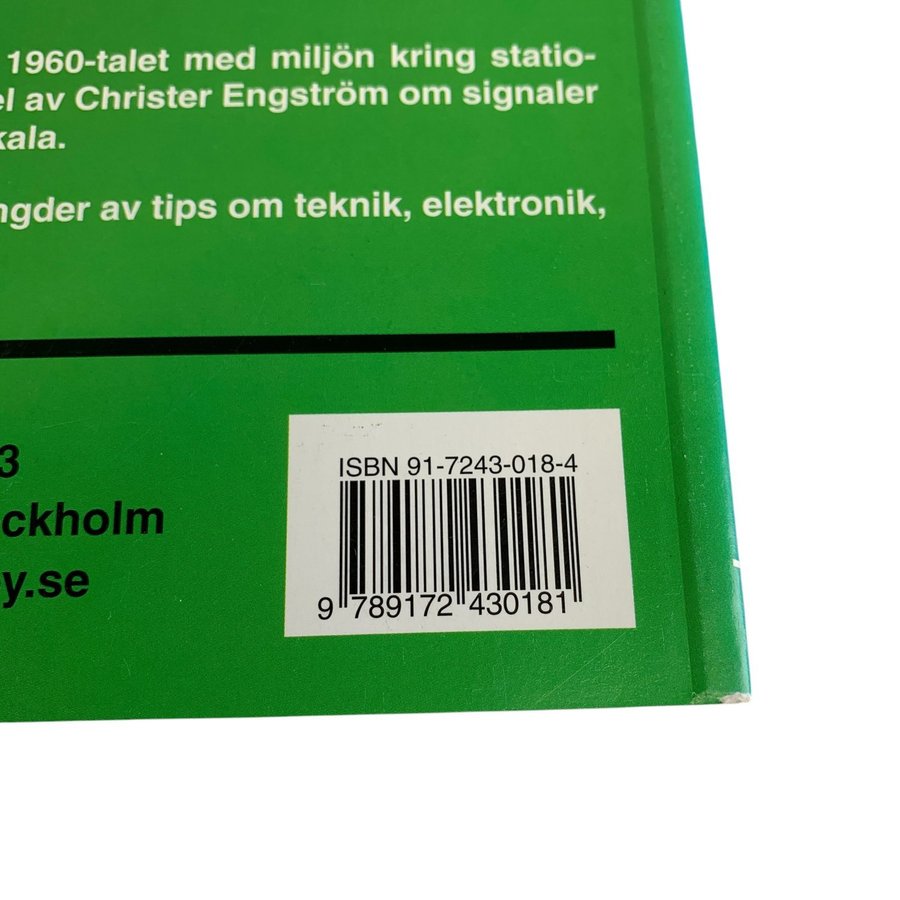 1960-talet med miljön kring statio-
el av Christer Engström om signaler
kala.
ngder av tips om teknik, elektronik,
3
ckholm
y.se
ISBN 91-7243-018-4
9 789172 430181